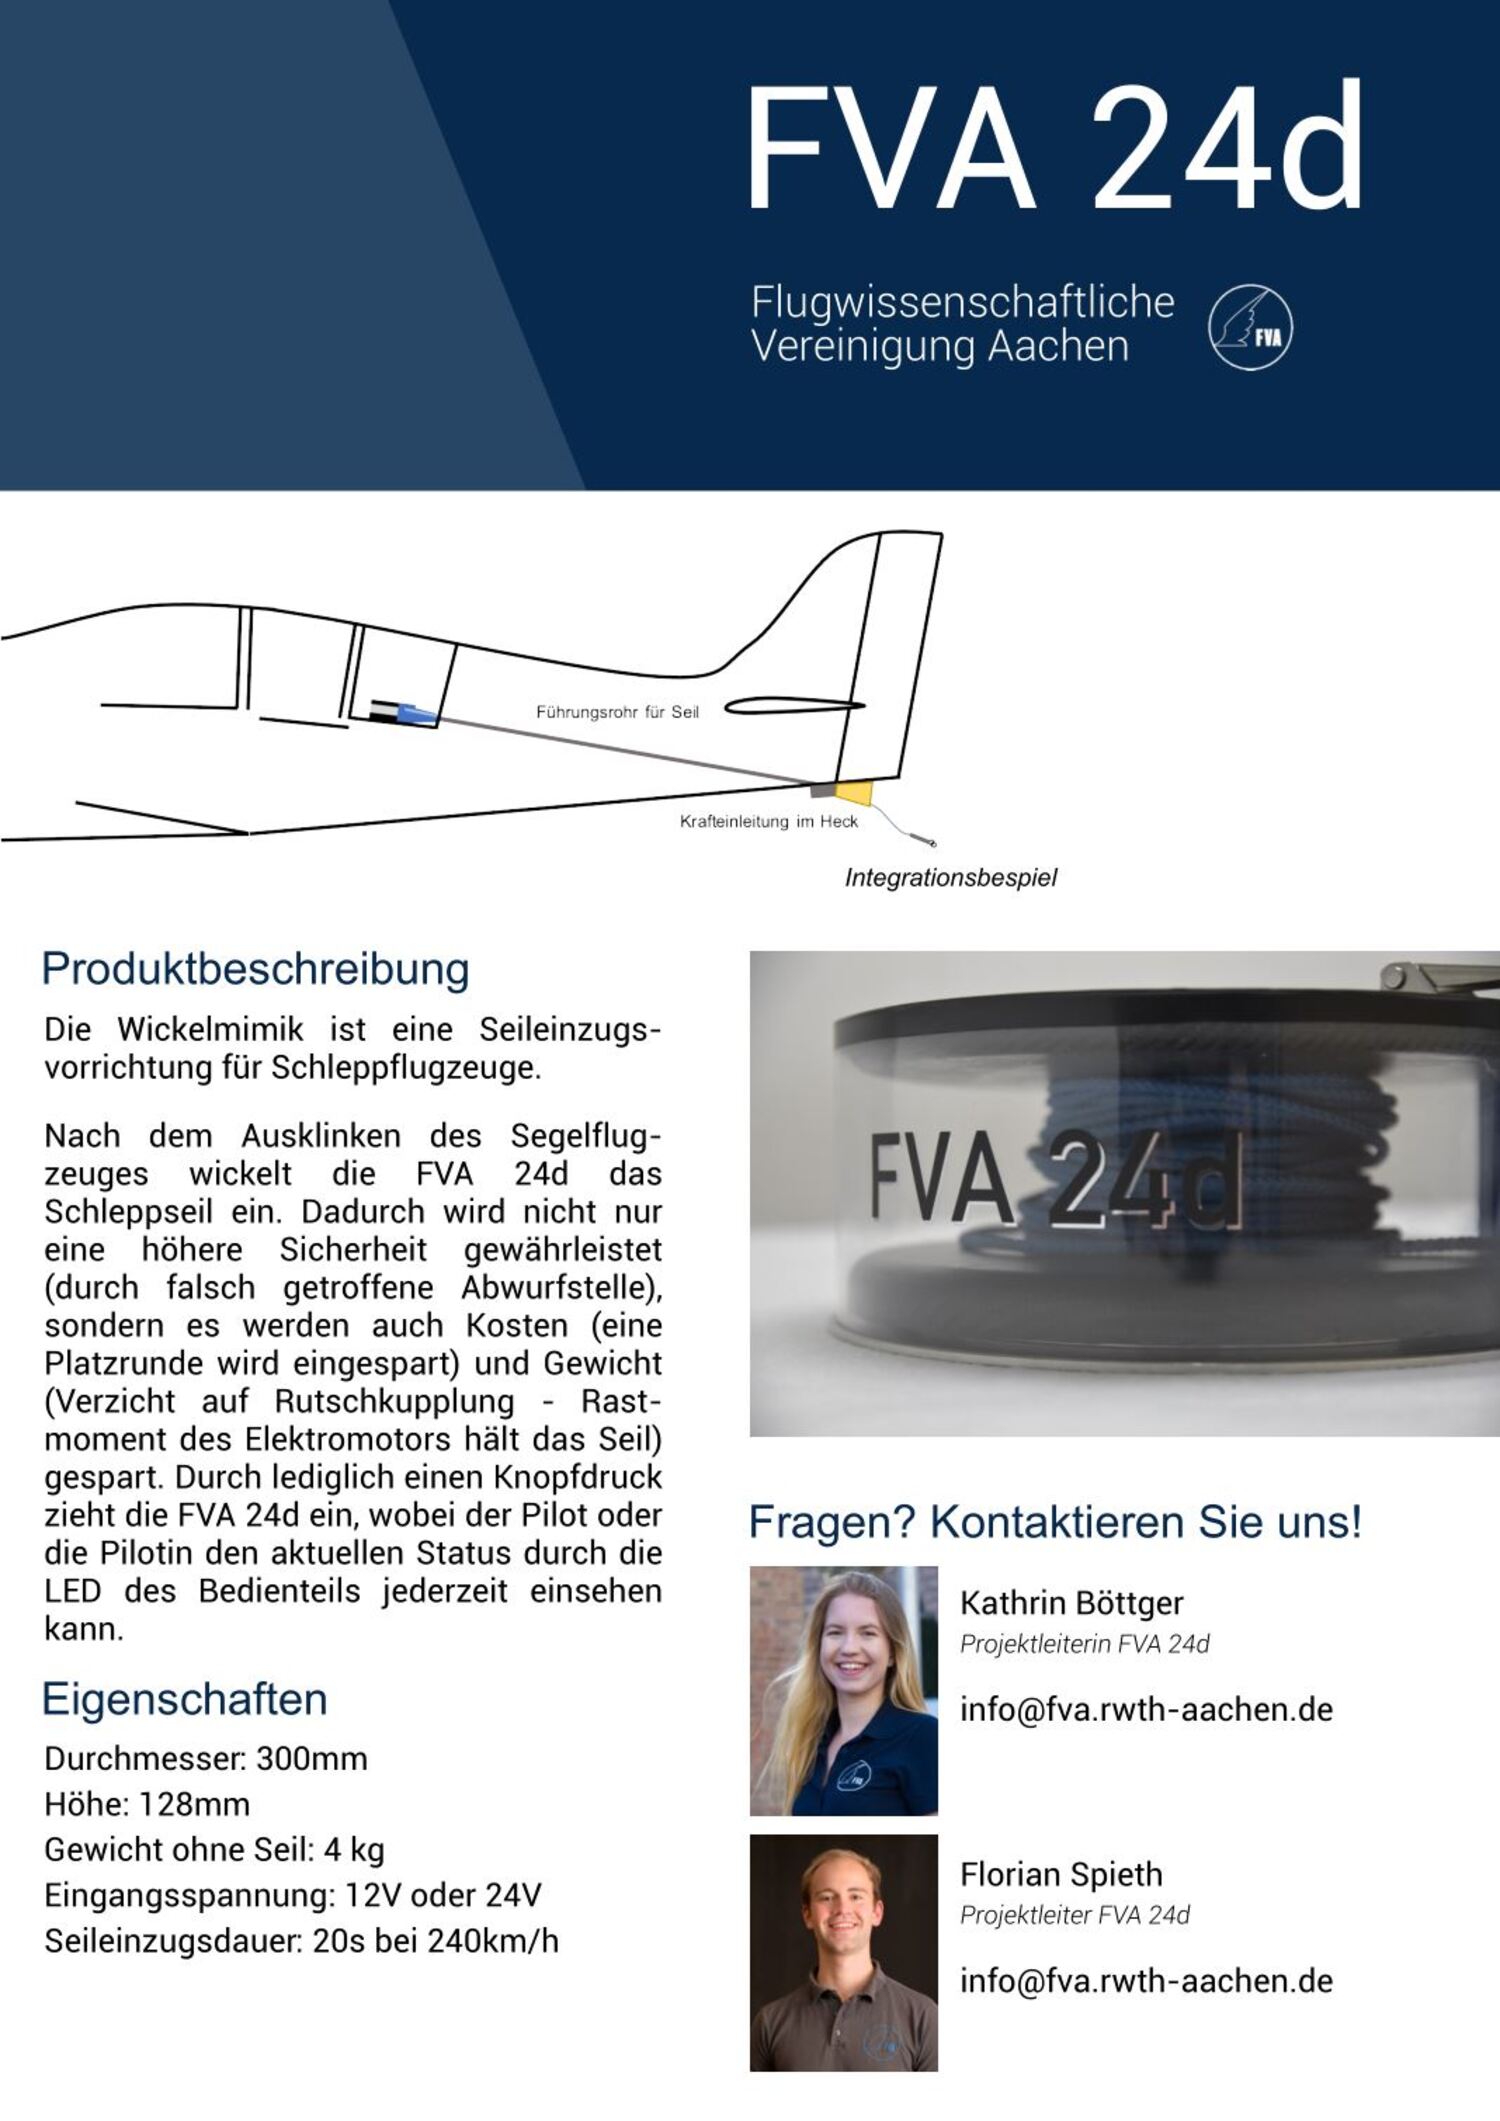 FVA 24d
Flugwissenschaftliche
Vereinigung Aachen
FVA
Führungsrohr für Seil
Krafteinleitung im Heck
Integrationsbespiel
Produktbeschreibung
Die Wickelmimik ist eine Seileinzugs-
vorrichtung für Schleppflugzeuge.
Nach dem Ausklinken des Segelflug-
zeuges wickelt die FVA 24d das
Schleppseil ein. Dadurch wird nicht nur
eine höhere Sicherheit gewährleistet
(durch falsch getroffene Abwurfstelle),
sondern es werden auch Kosten (eine
Platzrunde wird eingespart) und Gewicht
(Verzicht auf Rutschkupplung - Rast-
moment des Elektromotors hält das Seil)
gespart. Durch lediglich einen Knopfdruck
zieht die FVA 24d ein, wobei der Pilot oder
die Pilotin den aktuellen Status durch die
LED des Bedienteils jederzeit einsehen
kann.
Eigenschaften
Durchmesser: 300mm
Höhe: 128mm
Gewicht ohne Seil: 4 kg
Eingangsspannung: 12V oder 24V
Seileinzugsdauer: 20s bei 240km/h
FVA 24d
Fragen? Kontaktieren Sie uns!
Kathrin Böttger
Projektleiterin FVA 24d
info@fva.rwth-aachen.de
FVA
Florian Spieth
Projektleiter FVA 24d
info@fva.rwth-aachen.de